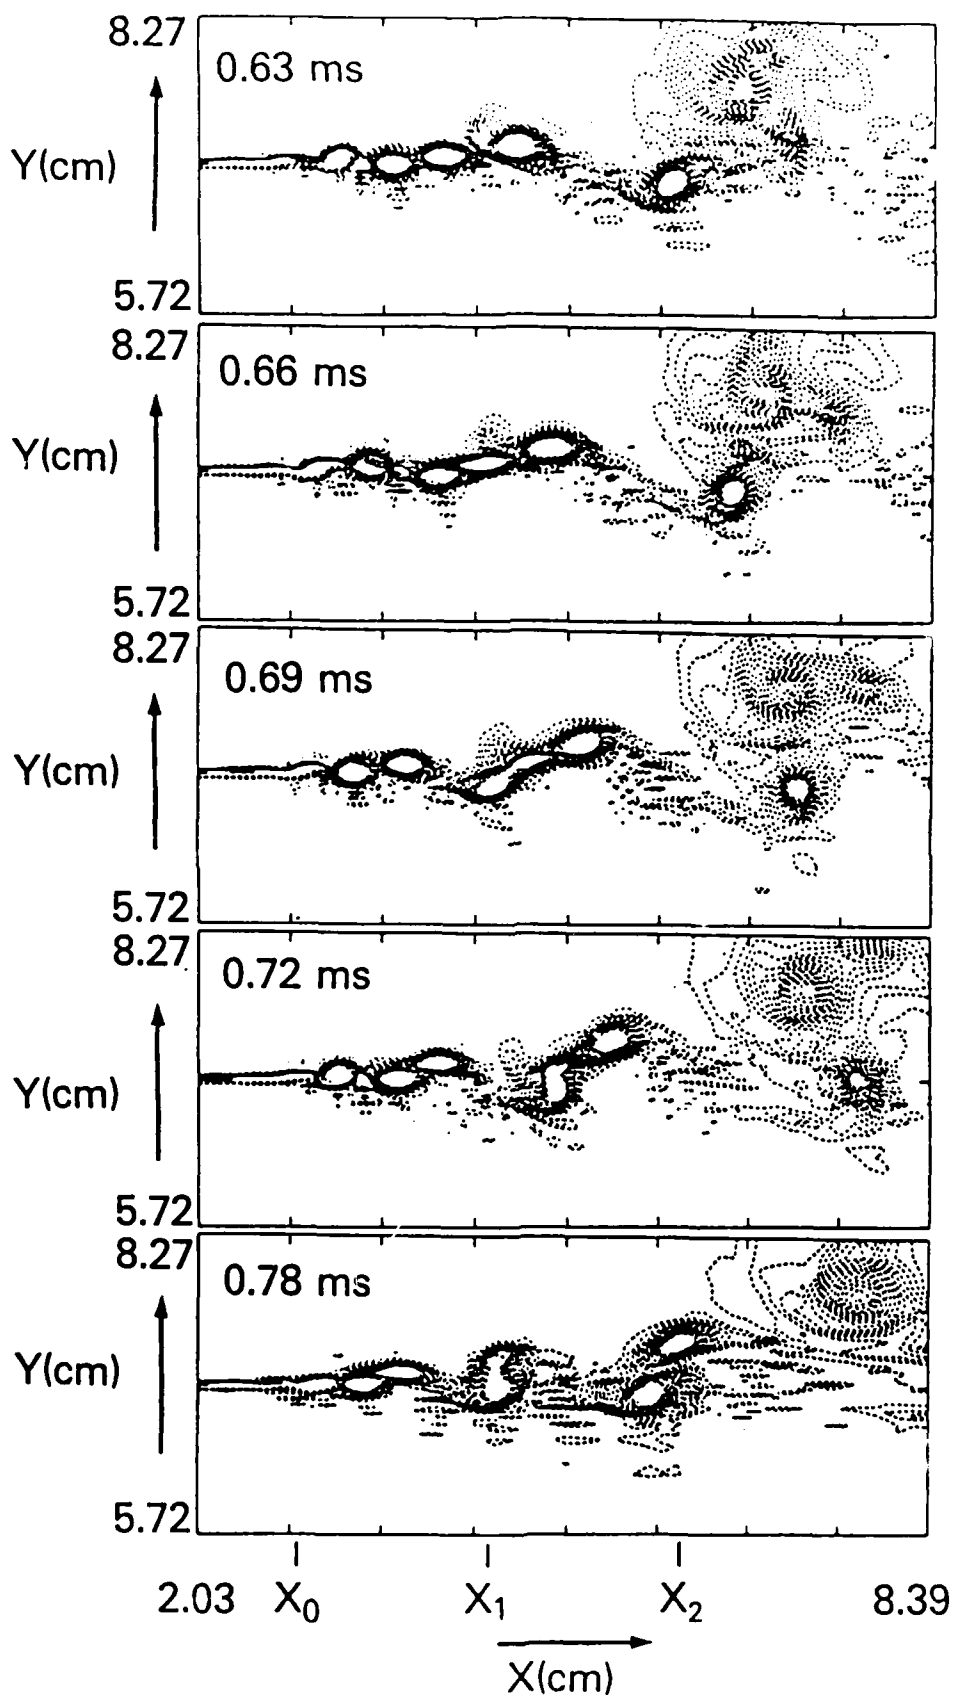 8.27
0.63 ms
Y(cm)
5.72
8.27
0.66 ms
Y(cm)
5.72
8.27
0.69 ms
Y(cm)
5.72
8.27
0.72 ms
Y(cm)
5.72
8.27
0.78 ms
Y(cm)
5.72
2.03 X₀ X₁ X₂ 8.39
X(cm)